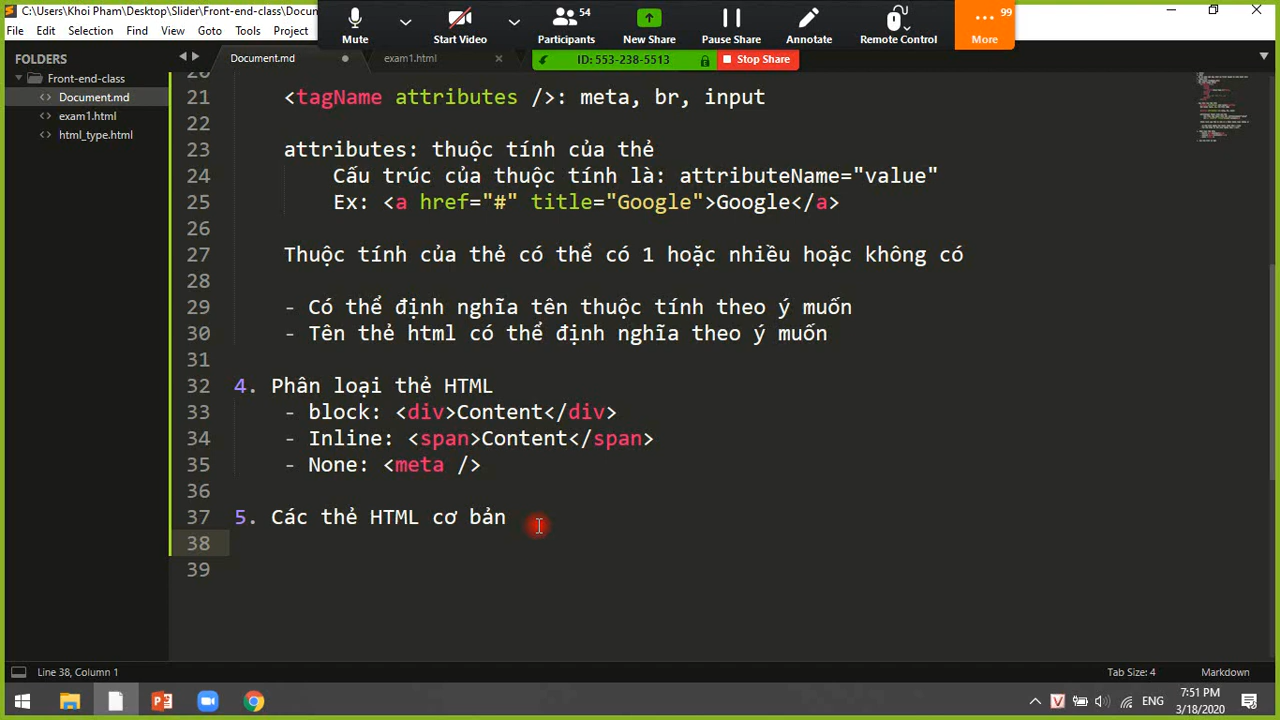 C:\Users\Khoi Pham\Desktop\Slider\Front-end-class\Docum
File Edit Selection Find View Goto Tools Project
Mute
Start Video
54
Participants
New Share
Pause Share
Annotate
Remote Control
99
More
ID: 553-238-5513
Stop Share
FOLDERS
Front-end-class
Document.md
exam1.html
html_type.html
Document.md
exam1.html
20
21 <tagName attributes />: meta, br, input
22
23 attributes: thuộc tính của thẻ
24 Cấu trúc của thuộc tính là: attributeName="value"
25 Ex: <a href="#" title="Google">Google</a>
26
27 Thuộc tính của thẻ có thể có 1 hoặc nhiều hoặc không có
28
29 - Có thể định nghĩa tên thuộc tính theo ý muốn
30 - Tên thẻ html có thể định nghĩa theo ý muốn
31
32 4. Phân loại thẻ HTML
33 - block: <div>Content</div>
34 - Inline: <span>Content</span>
35 - None: <meta />
36
37 5. Các thẻ HTML cơ bản
38
39
Line 38, Column 1
Tab Size: 4
Markdown
V
ENG
7:51 PM
3/18/2020